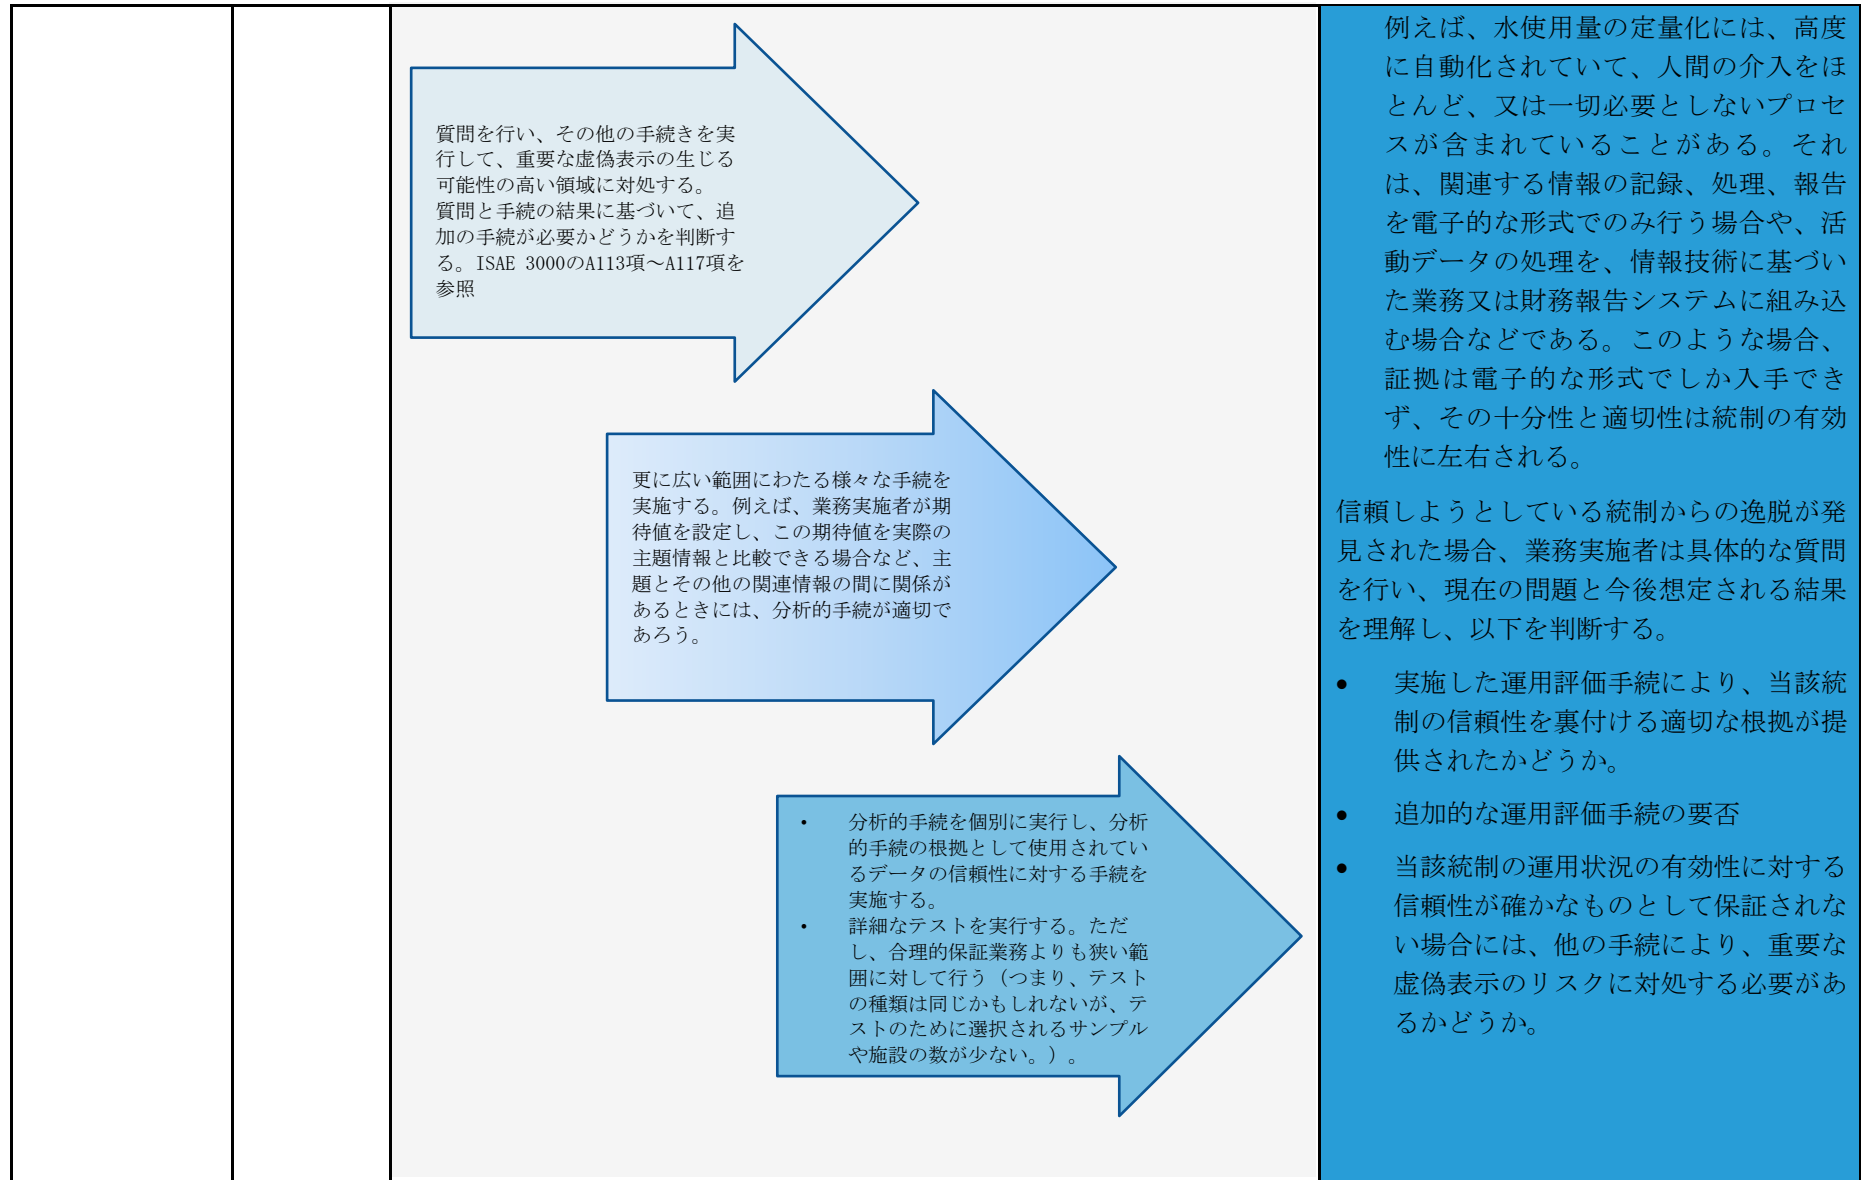 質問を行い、その他の手続きを実
行して、重要な虚偽表示の生じる
可能性の高い領域に対処する。
質問と手続の結果に基づいて、追
加の手続が必要かどうかを判断す
る。ISAE 3000のA113項～A117項を
参照
更に広い範囲にわたる様々な手続を
実施する。例えば、業務実施者が期
待値を設定し、この期待値を実際の
主題情報と比較できる場合など、主
題とその他の関連情報の間に関係が
あるときには、分析的手続が適切で
あろう。
• 分析的手続を個別に実行し、分析
的手続の根拠として使用されてい
るデータの信頼性に対する手続を
実施する。
• 詳細なテストを実行する。ただ
し、合理的保証業務よりも狭い範
囲に対して行う（つまり、テスト
の種類は同じかもしれないが、テ
ストのために選択されるサンプル
や施設の数が少ない。）。
例えば、水使用量の定量化には、高度
に自動化されていて、人間の介入をほ
とんど、又は一切必要としないプロセ
スが含まれていることがある。それ
は、関連する情報の記録、処理、報告
を電子的な形式でのみ行う場合や、活
動データの処理を、情報技術に基づい
た業務又は財務報告システムに組み込
む場合などである。このような場合、
証拠は電子的な形式でしか入手でき
ず、その十分性と適切性は統制の有効
性に左右される。
信頼しようとしている統制からの逸脱が発
見された場合、業務実施者は具体的な質問
を行い、現在の問題と今後想定される結果
を理解し、以下を判断する。
• 実施した運用評価手続により、当該統
制の信頼性を裏付ける適切な根拠が提
供されたかどうか。
• 追加的な運用評価手続の要否
• 当該統制の運用状況の有効性に対する
信頼性が確かなものとして保証されな
い場合には、他の手続により、重要な
虚偽表示のリスクに対処する必要があ
るかどうか。